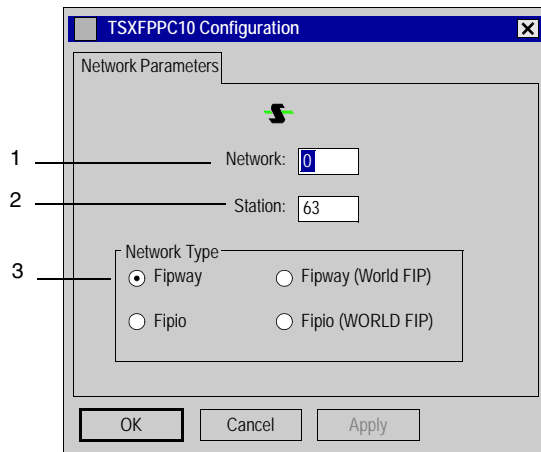 TSXFPPC10 Configuration
Network Parameters
1
Network: 0
2
Station: 63
3
Network Type
Fipway
Fipway (World FIP)
Fipio
Fipio (WORLD FIP)
OK
Cancel
Apply